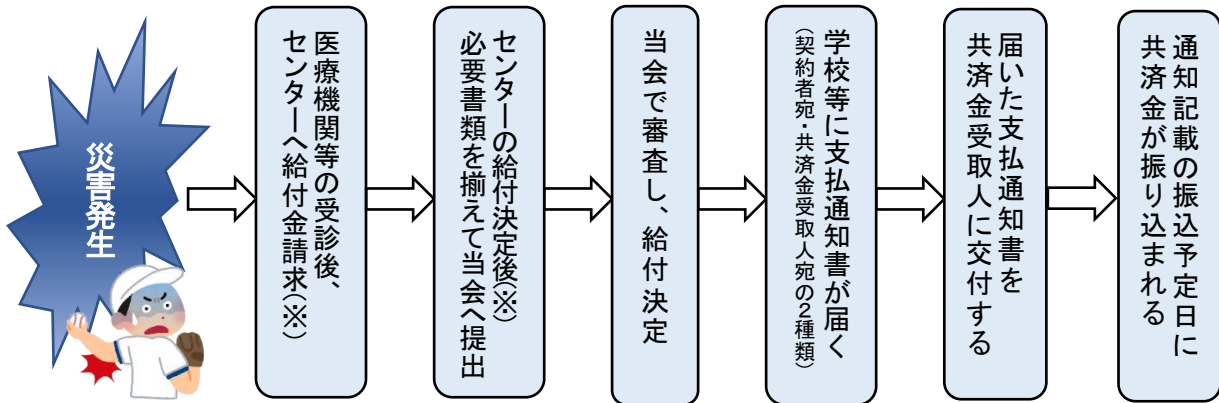 災害発生
医療機関等の受診後、
センターへ給付金請求(※)
センターの給付決定後(※)
必要書類を揃えて当会へ提出
当会で審査し、給付決定
学校等に支払通知書が届く
(契約者宛・共済金受取人宛の2種類)
届いた支払通知書を
共済金受取人に交付する
通知記載の振込予定日に
共済金が振り込まれる